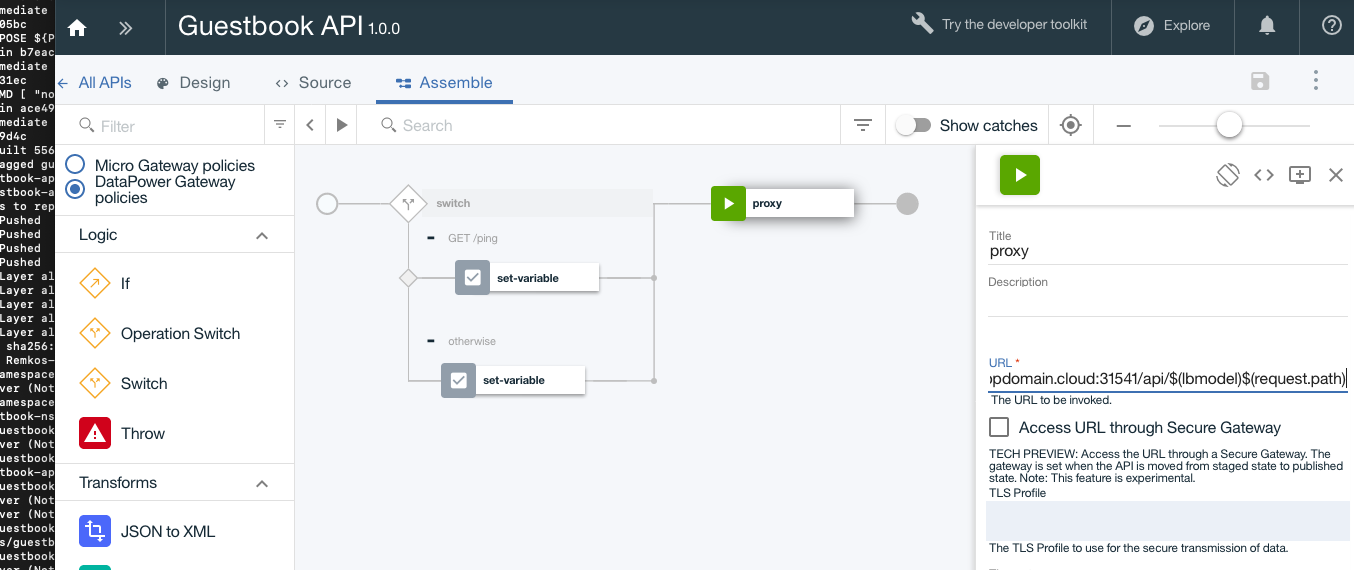 mediate
05bc
POSE ${P
in b7eac
mediate
31ec
MD [ "no
in ace49
mediate
9d4c
uilt 556
agged gu
tbook-ap
estbook-a
s to rep
Pushed
Pushed
Pushed
Pushed
Layer al
Layer al
Layer al
Layer al
Layer al
sha256:
Remkos-
amespace
ver (Not
amespace
tbook-ns
uestbook
ver (Not
uestbook
tbook-ap
uestbook
ver (Not
ver (Not
uestbook
s/guestb
uestbook
ver (Not
Guestbook API 1.0.0
Try the developer toolkit
Explore
← All APIs
Design
<> Source
Assemble
Filter
Search
Show catches
Micro Gateway policies
DataPower Gateway
policies
Logic
If
Operation Switch
Switch
Throw
Transforms
JSON to XML
switch
GET /ping
set-variable
otherwise
set-variable
proxy
Title
proxy
Description
URL *
opdomain.cloud:31541/api/$(lbmodel)$(request.path)
The URL to be invoked.
Access URL through Secure Gateway
TECH PREVIEW: Access the URL through a Secure Gateway. The
gateway is set when the API is moved from staged state to published
state. Note: This feature is experimental.
TLS Profile
The TLS Profile to use for the secure transmission of data.